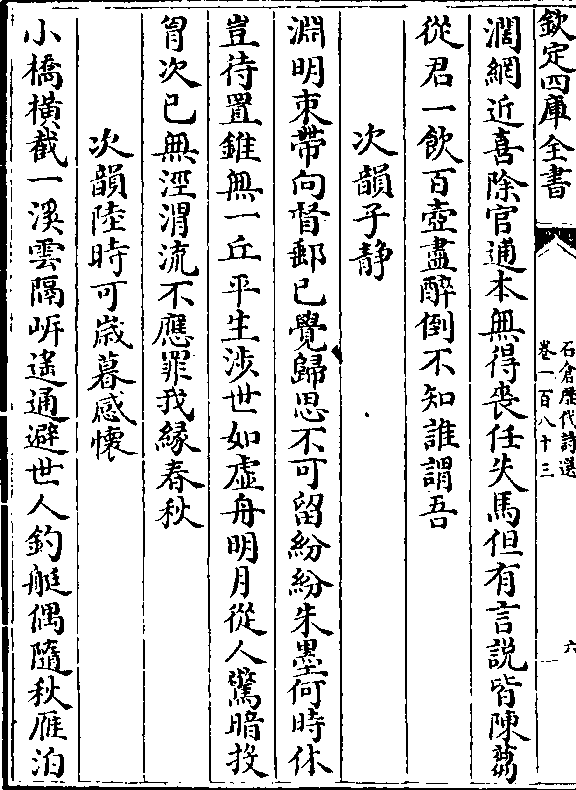 欽定四庫全書
石倉歷代詩選
卷一百八十三
六
濶網近喜除官逋本無得喪任失馬但有言說皆陳芻
從君一飲百壺盡醉倒不知誰謂吾
次韻子静
淵明束帶向督郵已覺歸思不可留紛紛朱墨何時休
豈待置錐無一丘平生涉世如虛舟明月從人驚暗投
胷次已無涇渭流不應罪我緣春秋
次韻陸時可歳暮感懷
小橋横截一溪雲隔岓遙通避世人釣艇偶隨秋雁泊